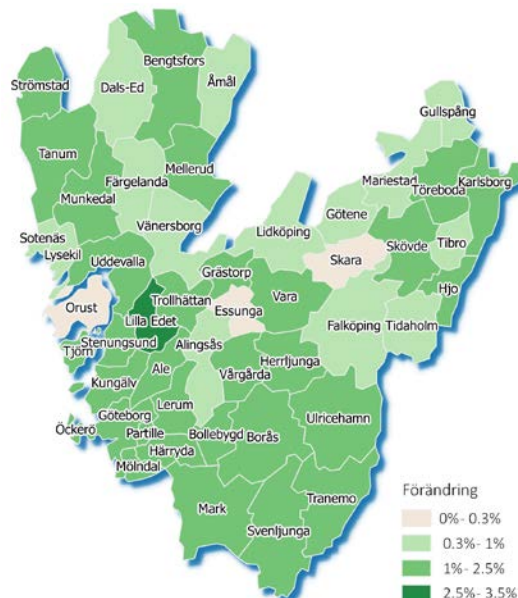 Bengtsfors
Strömstad
Dals-Ed
Åmål
Gullspång
Tanum
Mellerud
Färgelanda
Mariestad
Karlsborg
Töreboda
Munkedal
Vänersborg
Götene
Sotenäs
Lidköping
Tibro
Lysekil
Skövde
Uddevalla
Skara
Grästorp
Hjo
Orust
Trollhättan
Vara
Essunga
Lilla Edet
Falköping
Tidaholm
Stenungsund
Alingsås
Tjörn
Herrljunga
Ale
Vårgårda
Kungälv
Lerum
Göteborg
Ulricehamn
Öckerö
Partille
Bollebygd
Borås
Härryda
Mölndal
Förändring
Tranemo
Mark
0%- 0.3%
Svenljunga
0.3%- 1%
1%- 2.5%
2.5%- 3.5%